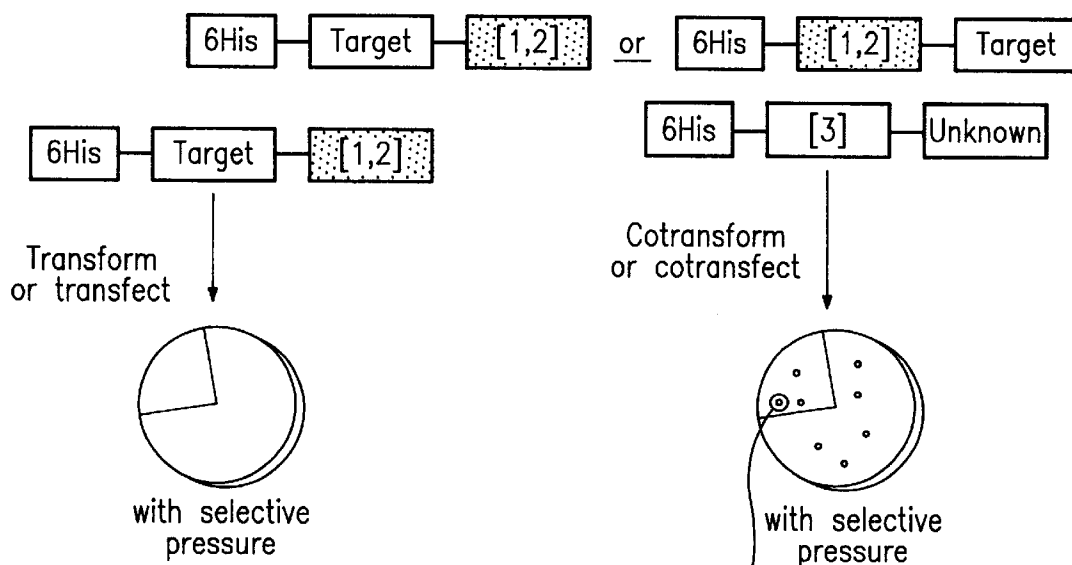 6His Target [1,2] or 6His [1,2] Target
6His Target [1,2]
6His [3] Unknown
Transform
or transfect
Cotransform
or cotransfect
with selective
pressure
with selective
pressure